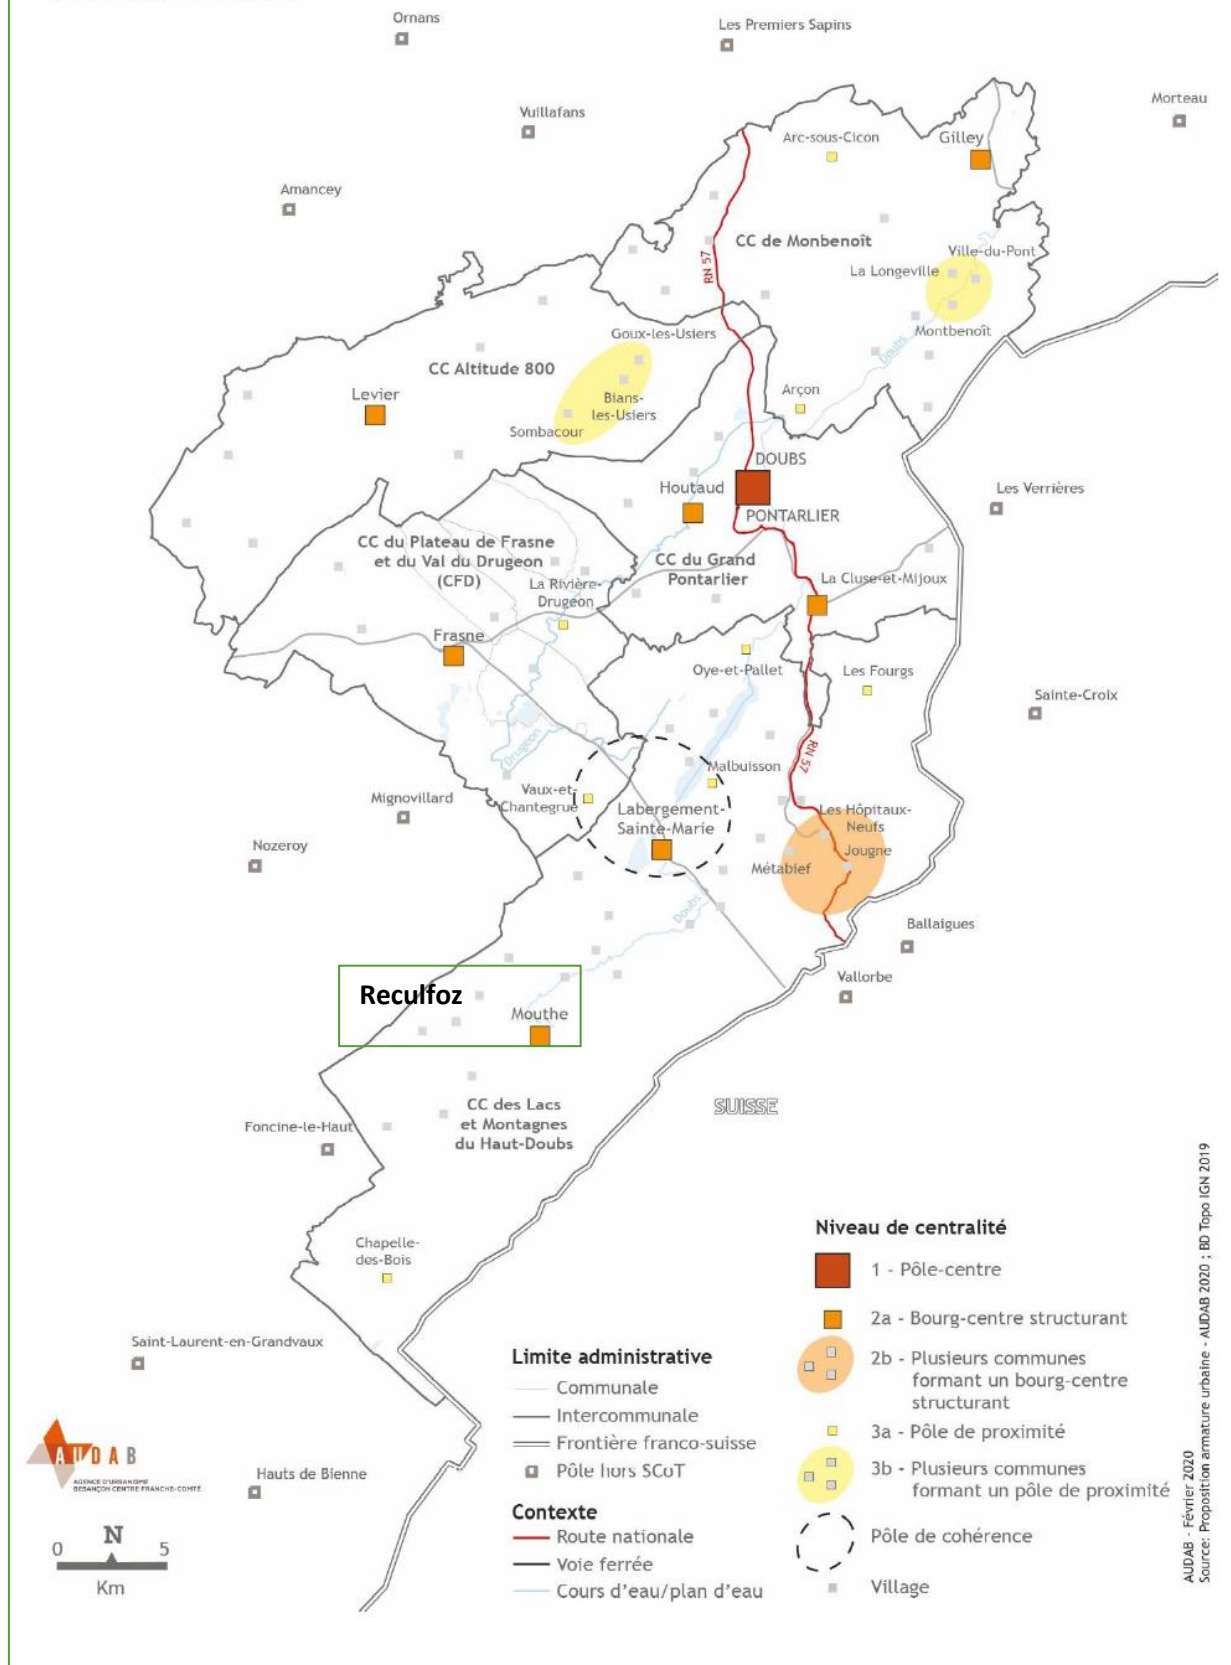 Ornans
Les Premiers Sapins
Morteau
Vuillafans
Arc-sous-Cicon
Gilley
Amancey
CC de Monbenoît
Ville-du-Pont
La Longeville
RN 57
Montbenoît
Goux-les-Usiers
Doubs
CC Altitude 800
Levier
Bians-
les-Usiers
Arçon
Sombacour
DOUBS
Houtaud
Les Verrières
PONTARLIER
CC du Plateau de Frasne
et du Val du Drugeon
(CFD)
CC du Grand
Pontarlier
La Rivière-
Drugeon
La Cluse-et-Mijoux
Frasne
Oye-et-Pallet
Les Fourgs
Sainte-Croix
Drugeon
RN 57
Malbuisson
Vaux-et-
Chantegrue
Mignovillard
Labergement-
Sainte-Marie
Les Hôpitaux-
Neufs
Nozeroy
Jougne
Métabief
Doubs
Ballaigues
Vallorbe
Reculfoz
Mouthe
CC des Lacs
et Montagnes
du Haut-Doubs
SUISSE
Foncine-le-Haut
Chapelle-
des-Bois
Saint-Laurent-en-Grandvaux
Hauts de Bienne
Niveau de centralité
1 - Pôle-centre
2a - Bourg-centre structurant
2b - Plusieurs communes
formant un bourg-centre
structurant
3a - Pôle de proximité
3b - Plusieurs communes
formant un pôle de proximité
Pôle de cohérence
Village
Limite administrative
Communale
Intercommunale
Frontière franco-suisse
Pôle hors SCoT
Contexte
Route nationale
Voie ferrée
Cours d'eau/plan d'eau
AUDAB
AGENCE D'URBANISME
BESANÇON CENTRE FRANCHE-COMTÉ
N
0 5
Km
AUDAB - Février 2020
Source: Proposition armature urbaine - AUDAB 2020 ; BD Topo IGN 2019